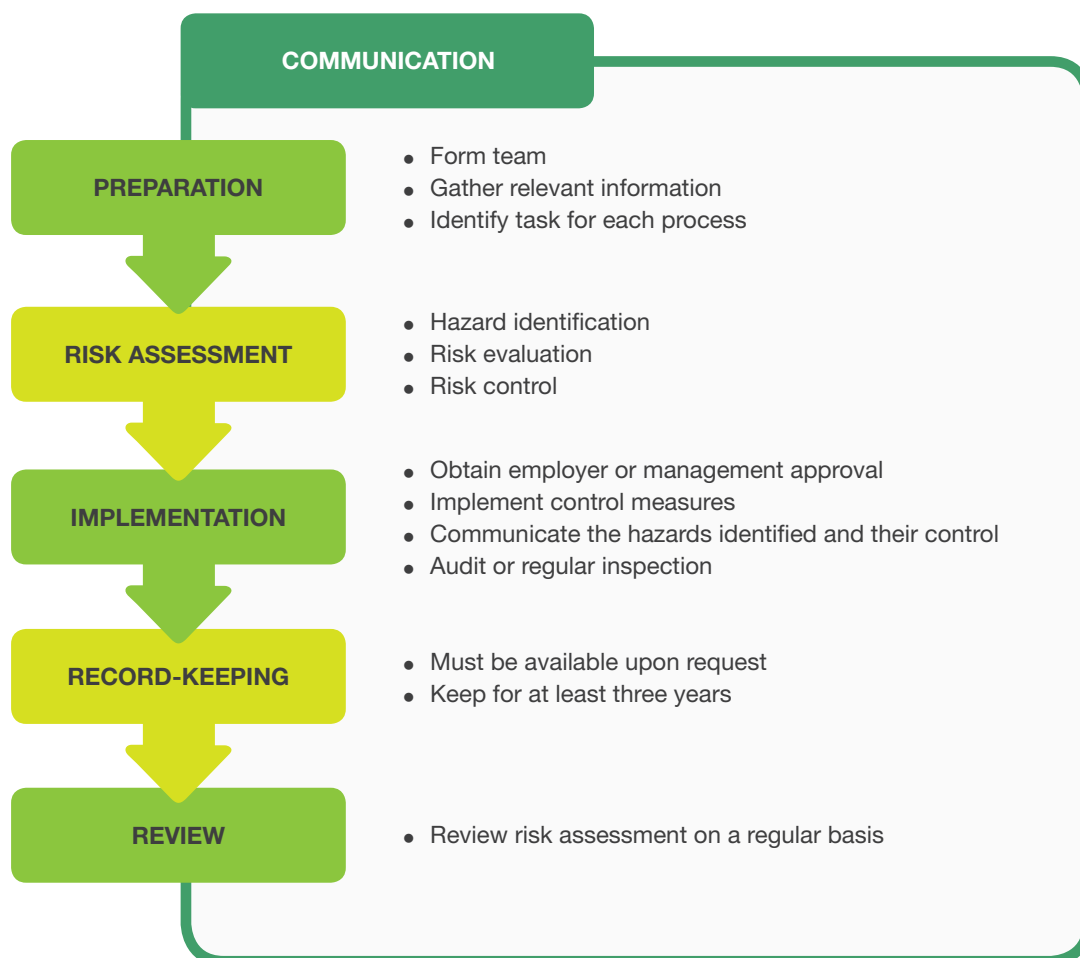 COMMUNICATION
PREPARATION
• Form team
• Gather relevant information
• Identify task for each process
RISK ASSESSMENT
• Hazard identification
• Risk evaluation
• Risk control
IMPLEMENTATION
• Obtain employer or management approval
• Implement control measures
• Communicate the hazards identified and their control
• Audit or regular inspection
RECORD-KEEPING
• Must be available upon request
• Keep for at least three years
REVIEW
• Review risk assessment on a regular basis